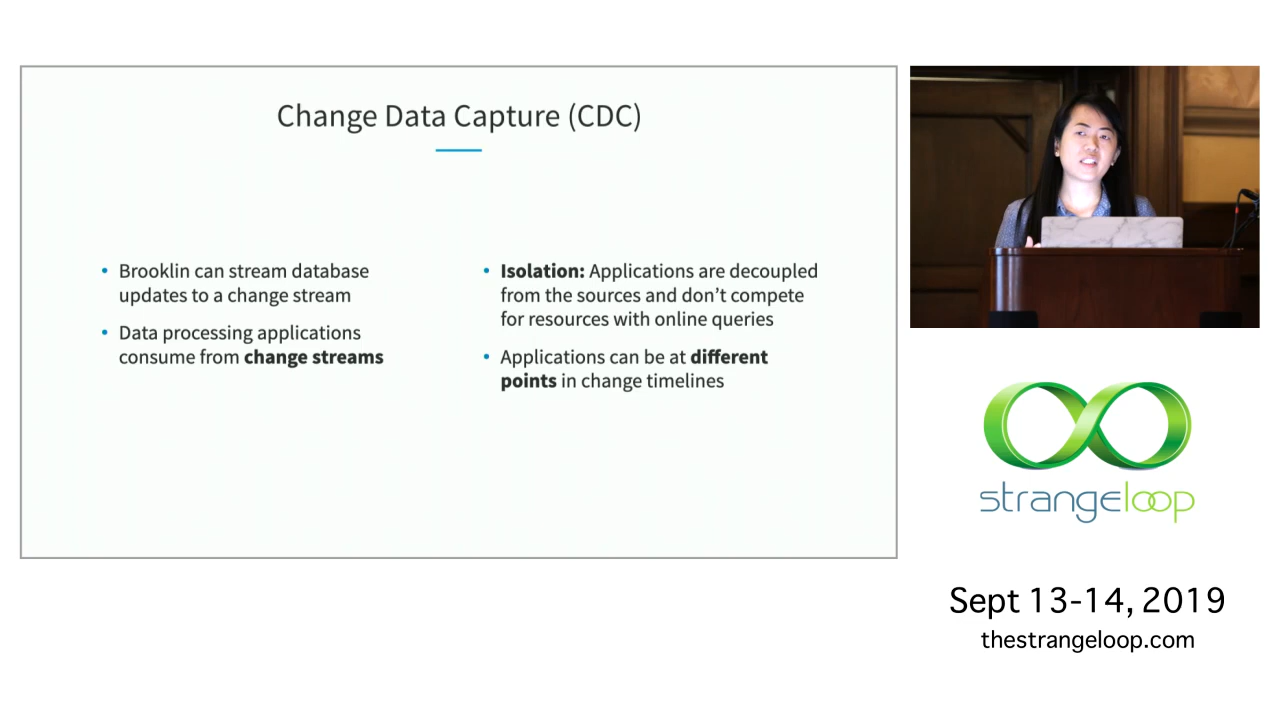 Change Data Capture (CDC)
• Brooklin can stream database
updates to a change stream
• Data processing applications
consume from change streams
• Isolation: Applications are decoupled
from the sources and don’t compete
for resources with online queries
• Applications can be at different
points in change timelines
strangeloop
Sept 13-14, 2019
thestrangeloop.com